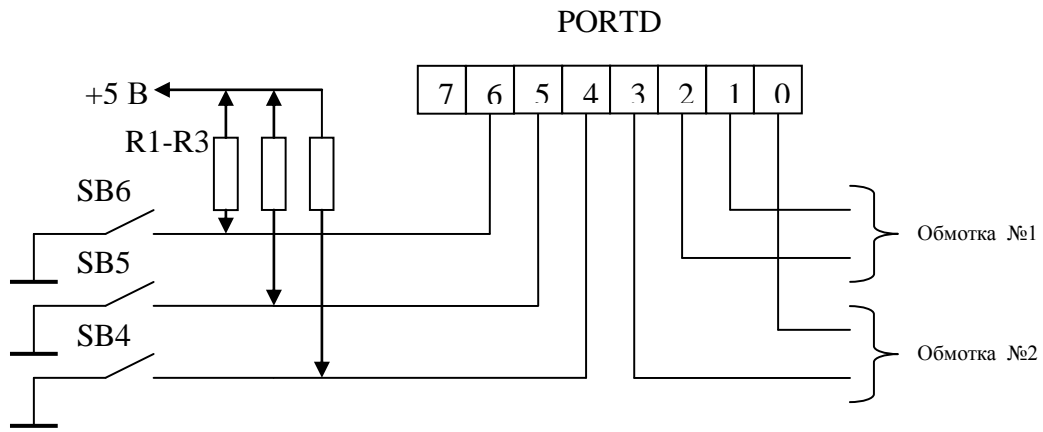 PORTD
7 6 5 4 3 2 1 0
+5 В
R1-R3
SB6
SB5
SB4
Обмотка №1
Обмотка №2